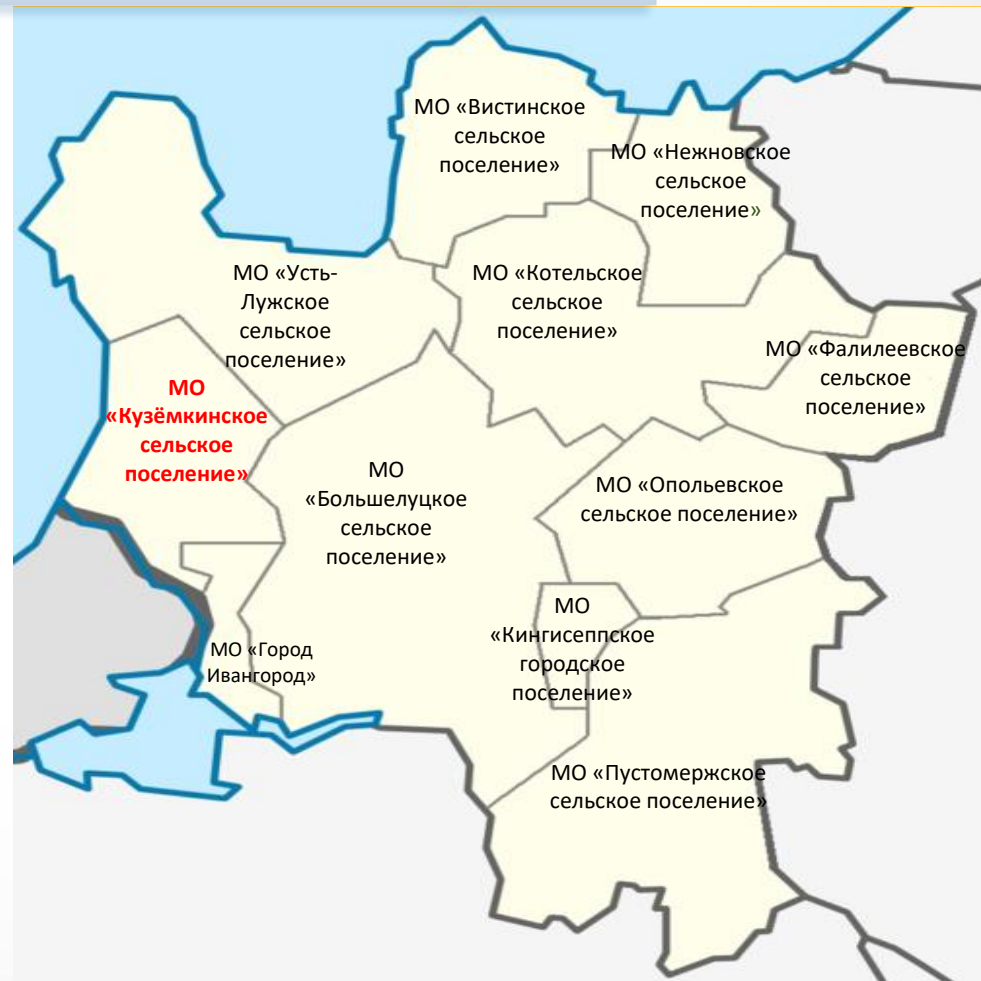 МО «Вистинское
сельское
поселение»
МО «Нежновское
сельское
поселение»
МО «Усть-
Лужское
сельское
поселение»
МО «Котельское
сельское
поселение»
МО «Фалилеевское
сельское
поселение»
МО
«Кузёмкинское
сельское
поселение»
МО
«Большелуцкое
сельское
поселение»
МО «Опольевское
сельское поселение»
МО
«Кингисеппское
городское
поселение»
МО «Город
Ивангород»
МО «Пустомержское
сельское поселение»